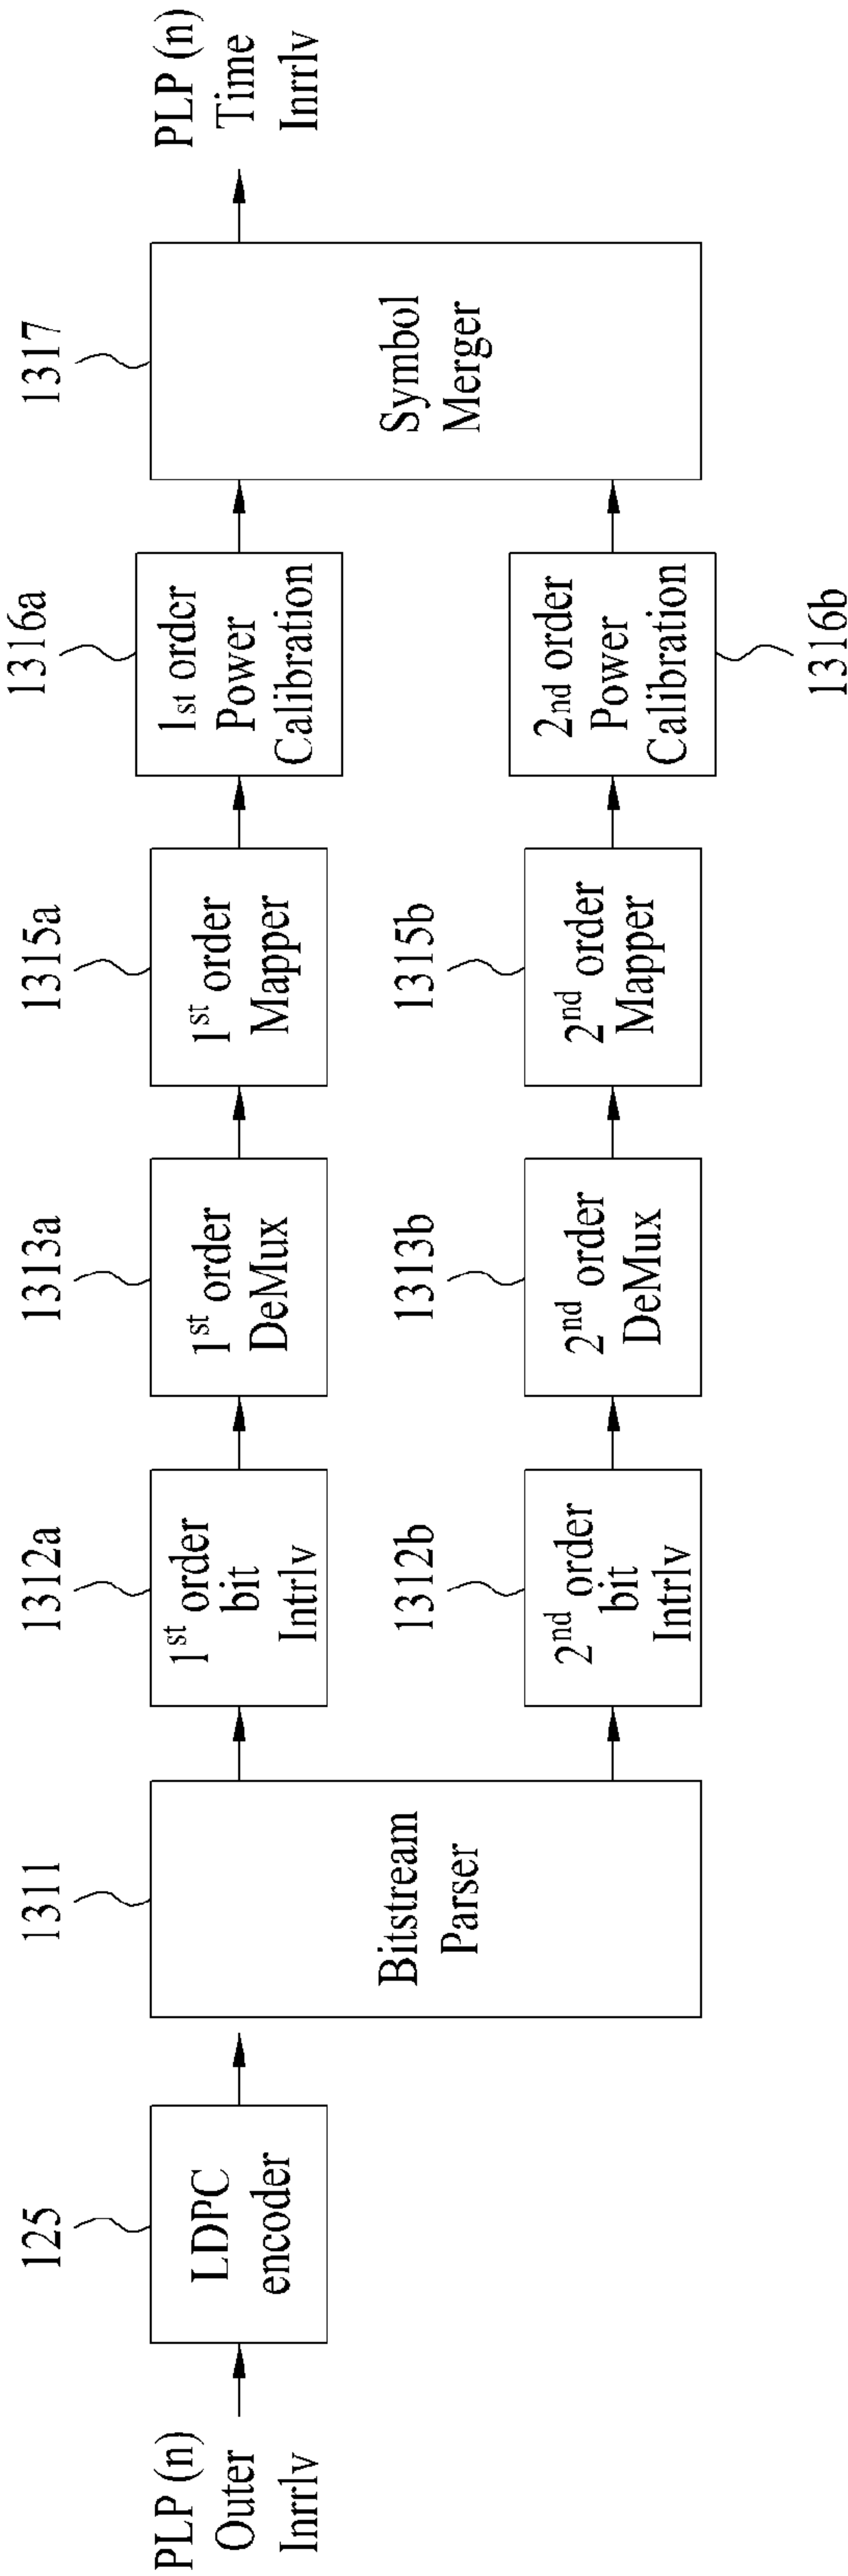 PLP (n)
Outer
Inrrlv
125
LDPC
encoder
1311
Bitstream
Parser
1312a
1st order
bit
Intrlv
1313a
1st order
DeMux
1315a
1st order
Mapper
1316a
1st order
Power
Calibration
1312b
2nd order
bit
Intrlv
1313b
2nd order
DeMux
1315b
2nd order
Mapper
2nd order
Power
Calibration
1316b
1317
Symbol
Merger
PLP (n)
Time
Inrrlv